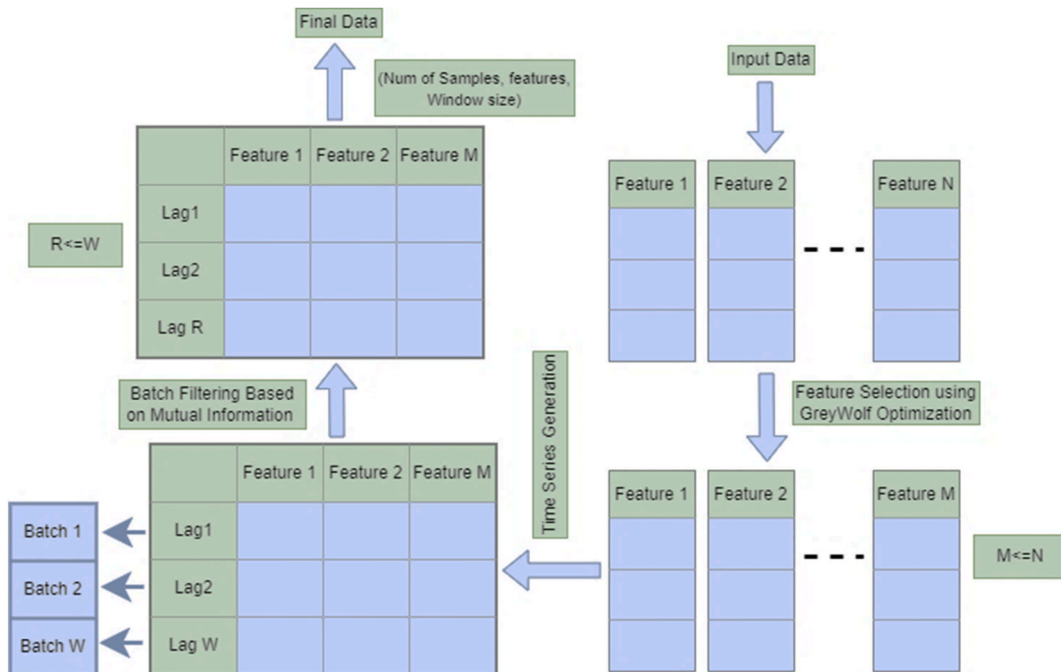 Input Data
Feature 1
Feature 2
Feature N
Feature Selection using
GreyWolf Optimization
Feature 1
Feature 2
Feature M
M<=N
Time Series Generation
Feature 1
Feature 2
Feature M
Lag1
Lag2
Lag W
Batch 1
Batch 2
Batch W
Batch Filtering Based
on Mutual Information
Feature 1
Feature 2
Feature M
Lag1
Lag2
Lag R
R<=W
(Num of Samples, features,
Window size)
Final Data